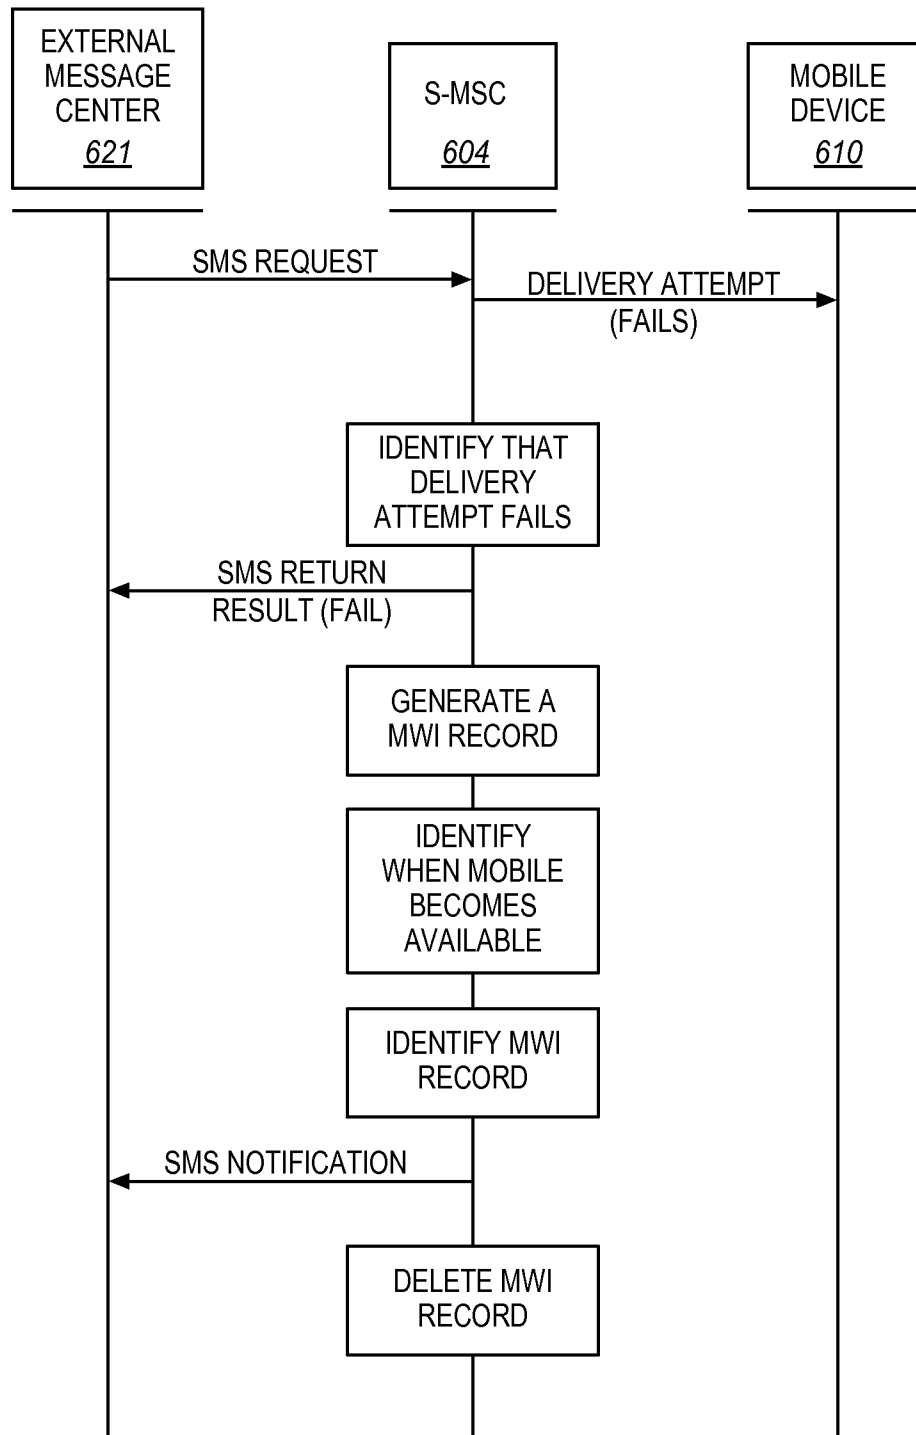 EXTERNAL
MESSAGE
CENTER
621
S-MSC
604
MOBILE
DEVICE
610
SMS REQUEST
DELIVERY ATTEMPT
(FAILS)
IDENTIFY THAT
DELIVERY
ATTEMPT FAILS
SMS RETURN
RESULT (FAIL)
GENERATE A
MWI RECORD
IDENTIFY
WHEN MOBILE
BECOMES
AVAILABLE
IDENTIFY MWI
RECORD
SMS NOTIFICATION
DELETE MWI
RECORD